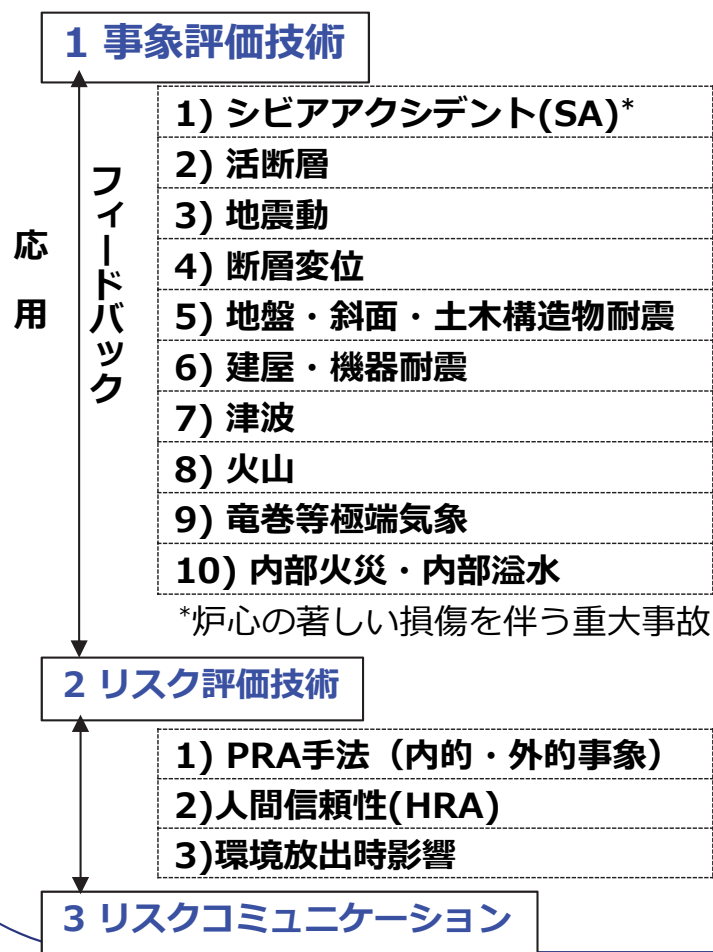 1 事象評価技術
応用
フィードバック
1) シビアアクシデント(SA)*
2) 活断層
3) 地震動
4) 断層変位
5) 地盤・斜面・土木構造物耐震
6) 建屋・機器耐震
7) 津波
8) 火山
9) 竜巻等極端気象
10) 内部火災・内部溢水
*炉心の著しい損傷を伴う重大事故
2 リスク評価技術
1) PRA手法（内的・外的事象）
2)人間信頼性(HRA)
3)環境放出時影響
3 リスクコミュニケーション